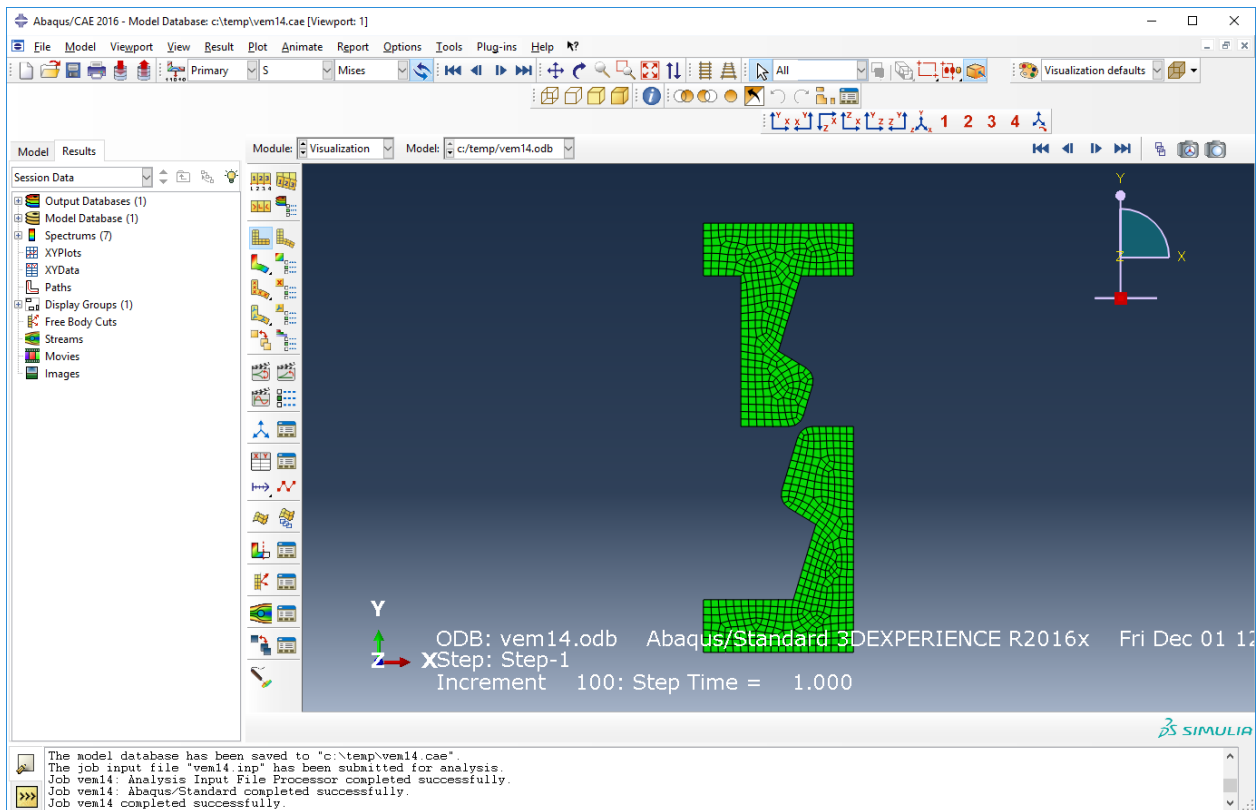 Abaqus/CAE 2016 - Model Database: c:\temp\vem14.cae [Viewport: 1]
File Model Viewport View Result Plot Animate Report Options Tools Plug-ins Help
Primary S Mises All Visualization defaults
1 2 3 4
Model Results Module: Visualization Model: c:/temp/vem14.odb
Session Data
Output Databases (1)
Model Database (1)
Spectrums (7)
XYPlots
XYData
Paths
Display Groups (1)
Free Body Cuts
Streams
Movies
Images
Y
Z X
Y
Z X
ODB: vem14.odb Abaqus/Standard 3DEXPERIENCE R2016x Fri Dec 01 12
Step: Step-1
Increment 100: Step Time = 1.000
SIMULIA
The model database has been saved to "c:\temp\vem14.cae".
The job input file "vem14.inp" has been submitted for analysis.
Job vem14: Analysis Input File Processor completed successfully.
Job vem14: Abaqus/Standard completed successfully.
Job vem14 completed successfully.